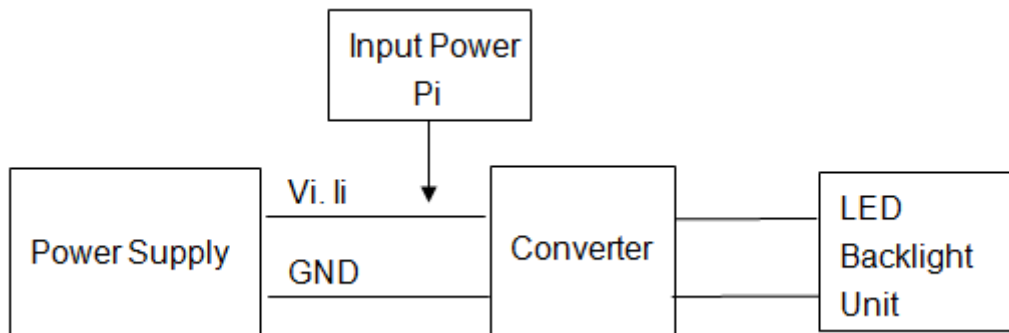 Input Power
Pi
Vi. Ii
Power Supply
GND
Converter
LED
Backlight
Unit